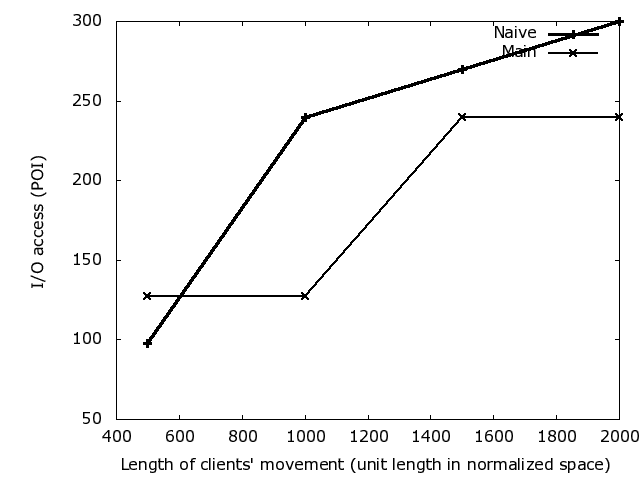 300
250
200
150
100
50
I/O access (POI)
Naive
Main
400 600 800 1000 1200 1400 1600 1800 2000
Length of clients' movement (unit length in normalized space)